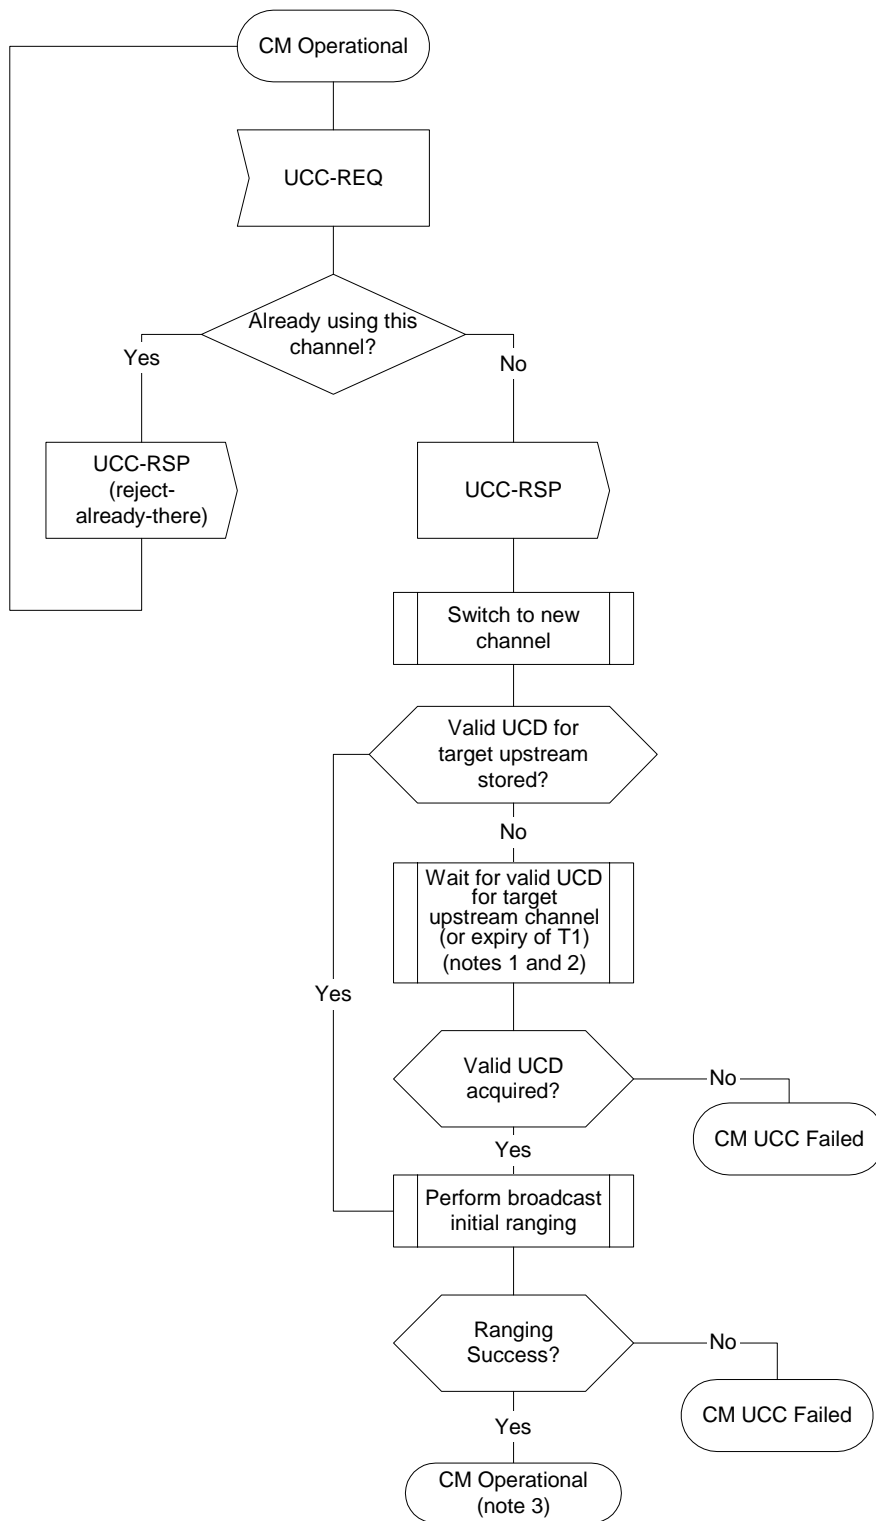 CM Operational
UCC-REQ
Already using this
channel?
Yes
No
UCC-RSP
(reject-
already-there)
UCC-RSP
Switch to new
channel
Valid UCD for
target upstream
stored?
No
Wait for valid UCD
for target
upstream channel
(or expiry of T1)
(notes 1 and 2)
Yes
Valid UCD
acquired?
No
CM UCC Failed
Yes
Perform broadcast
initial ranging
Ranging
Success?
No
CM UCC Failed
Yes
CM Operational
(note 3)